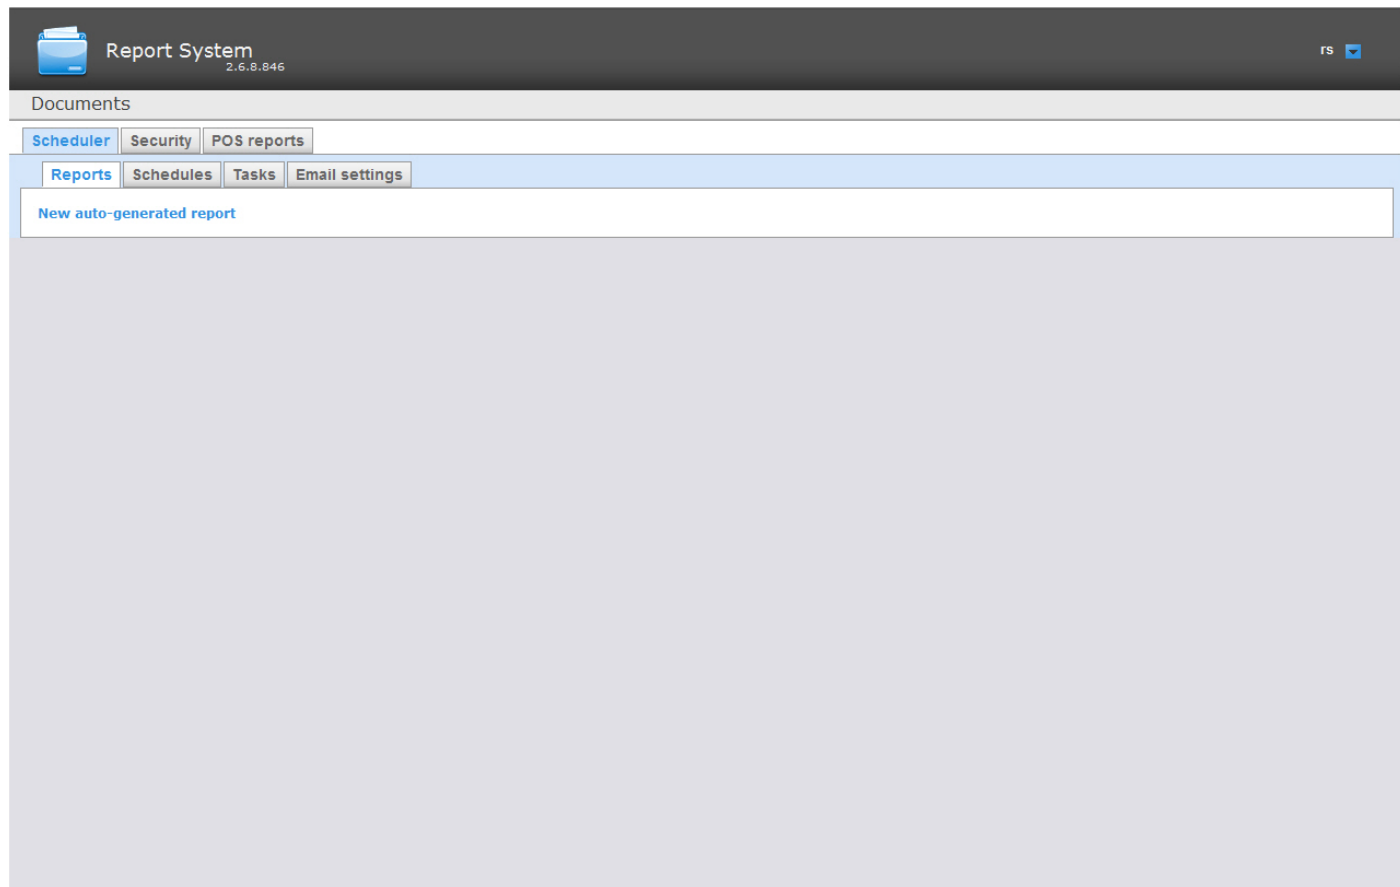 Report System
2.6.8.846
rs
Documents
Scheduler Security POS reports
Reports Schedules Tasks Email settings
New auto-generated report